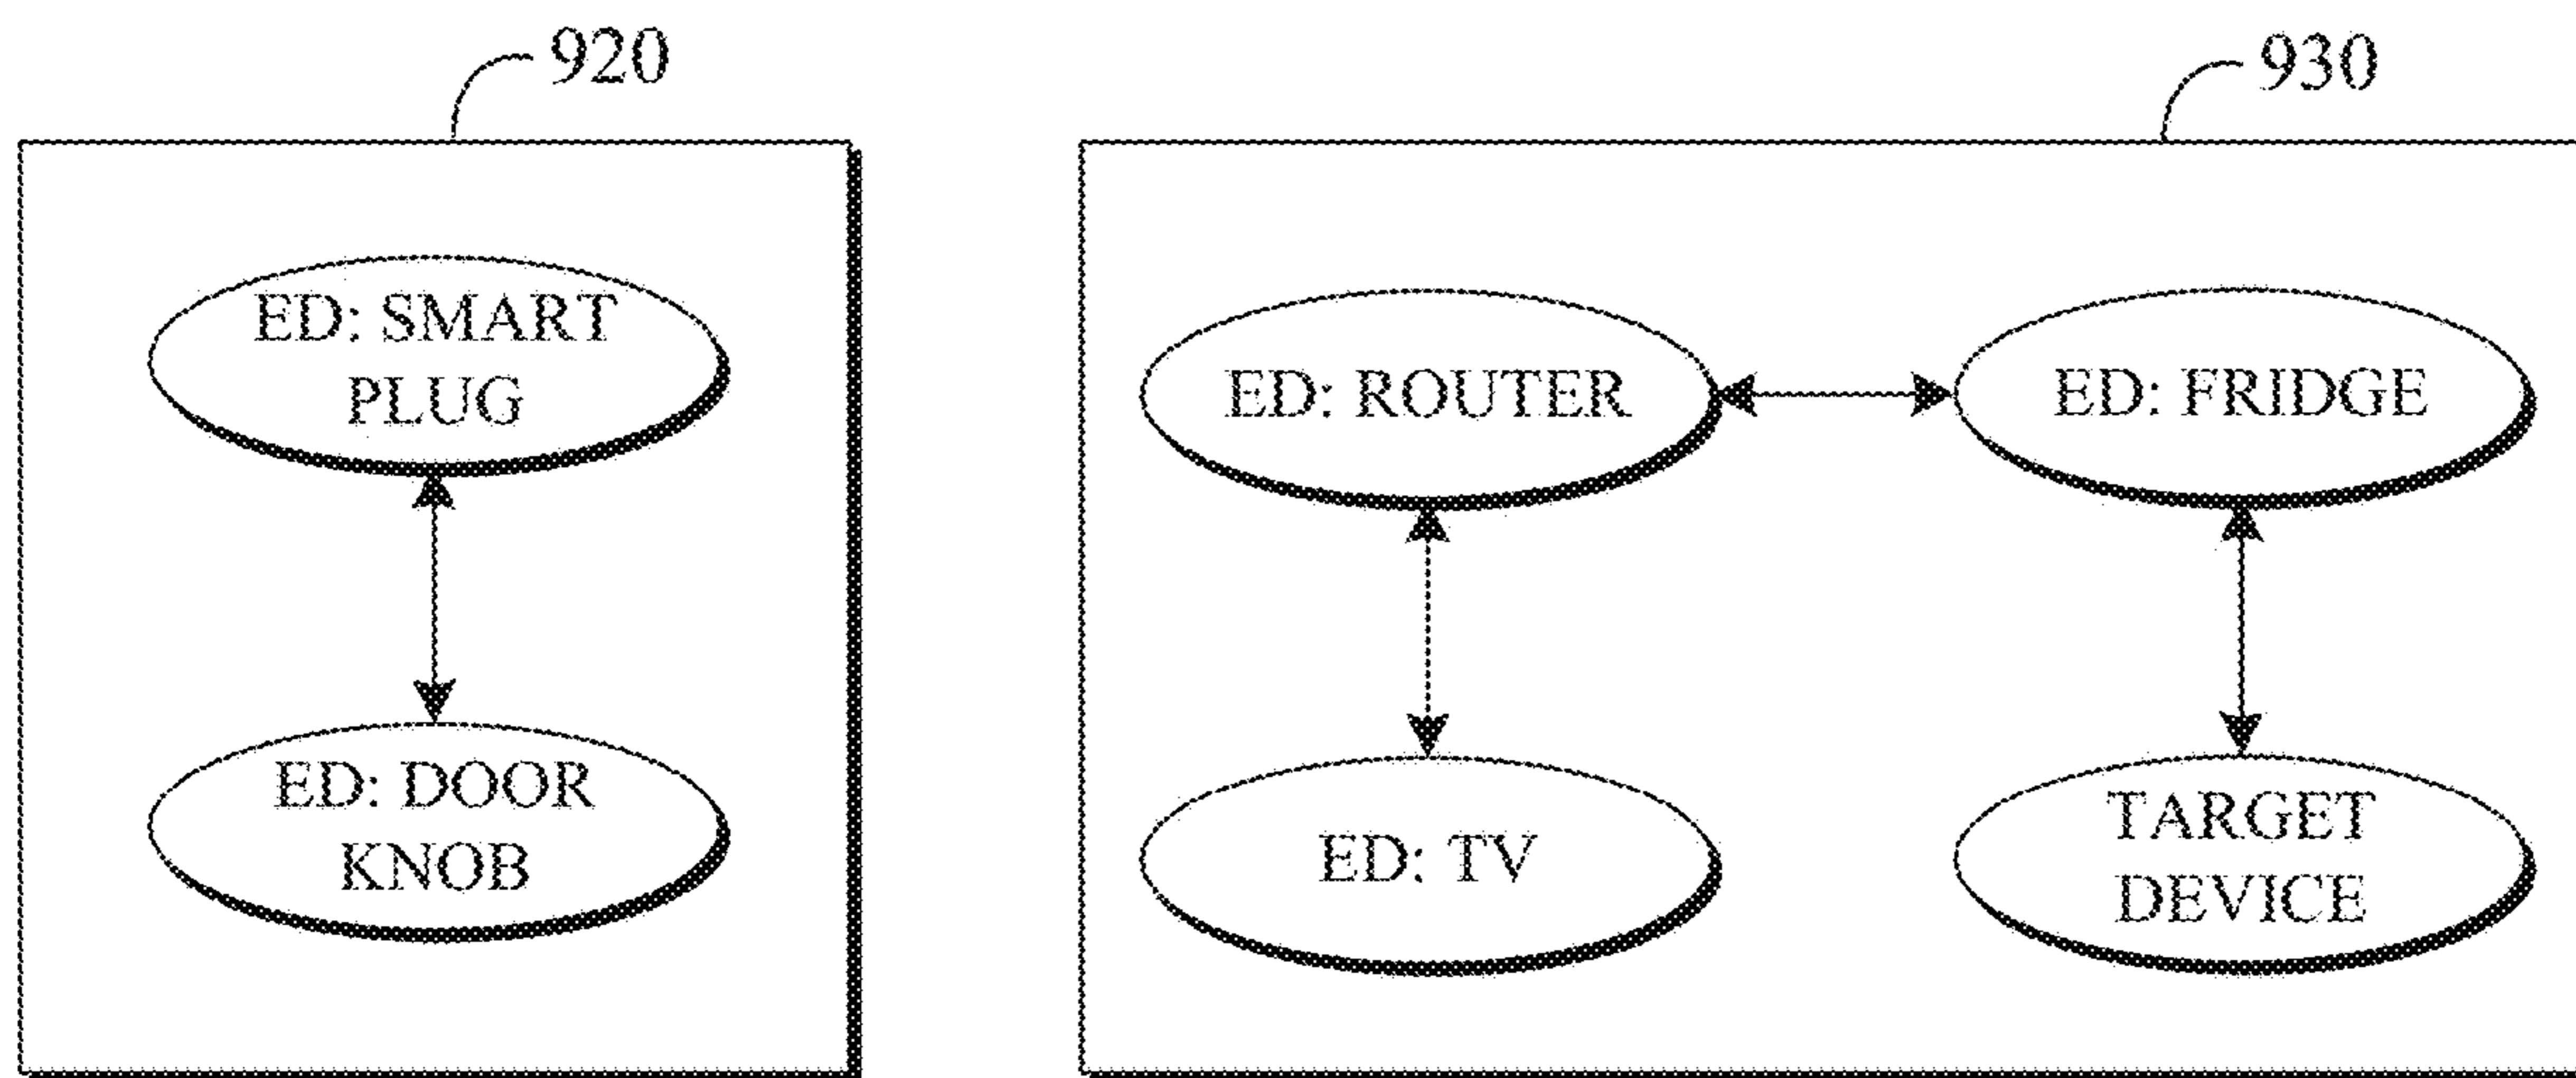 920
930
ED: SMART
PLUG
ED: DOOR
KNOB
ED: ROUTER
ED: FRIDGE
ED: TV
TARGET
DEVICE